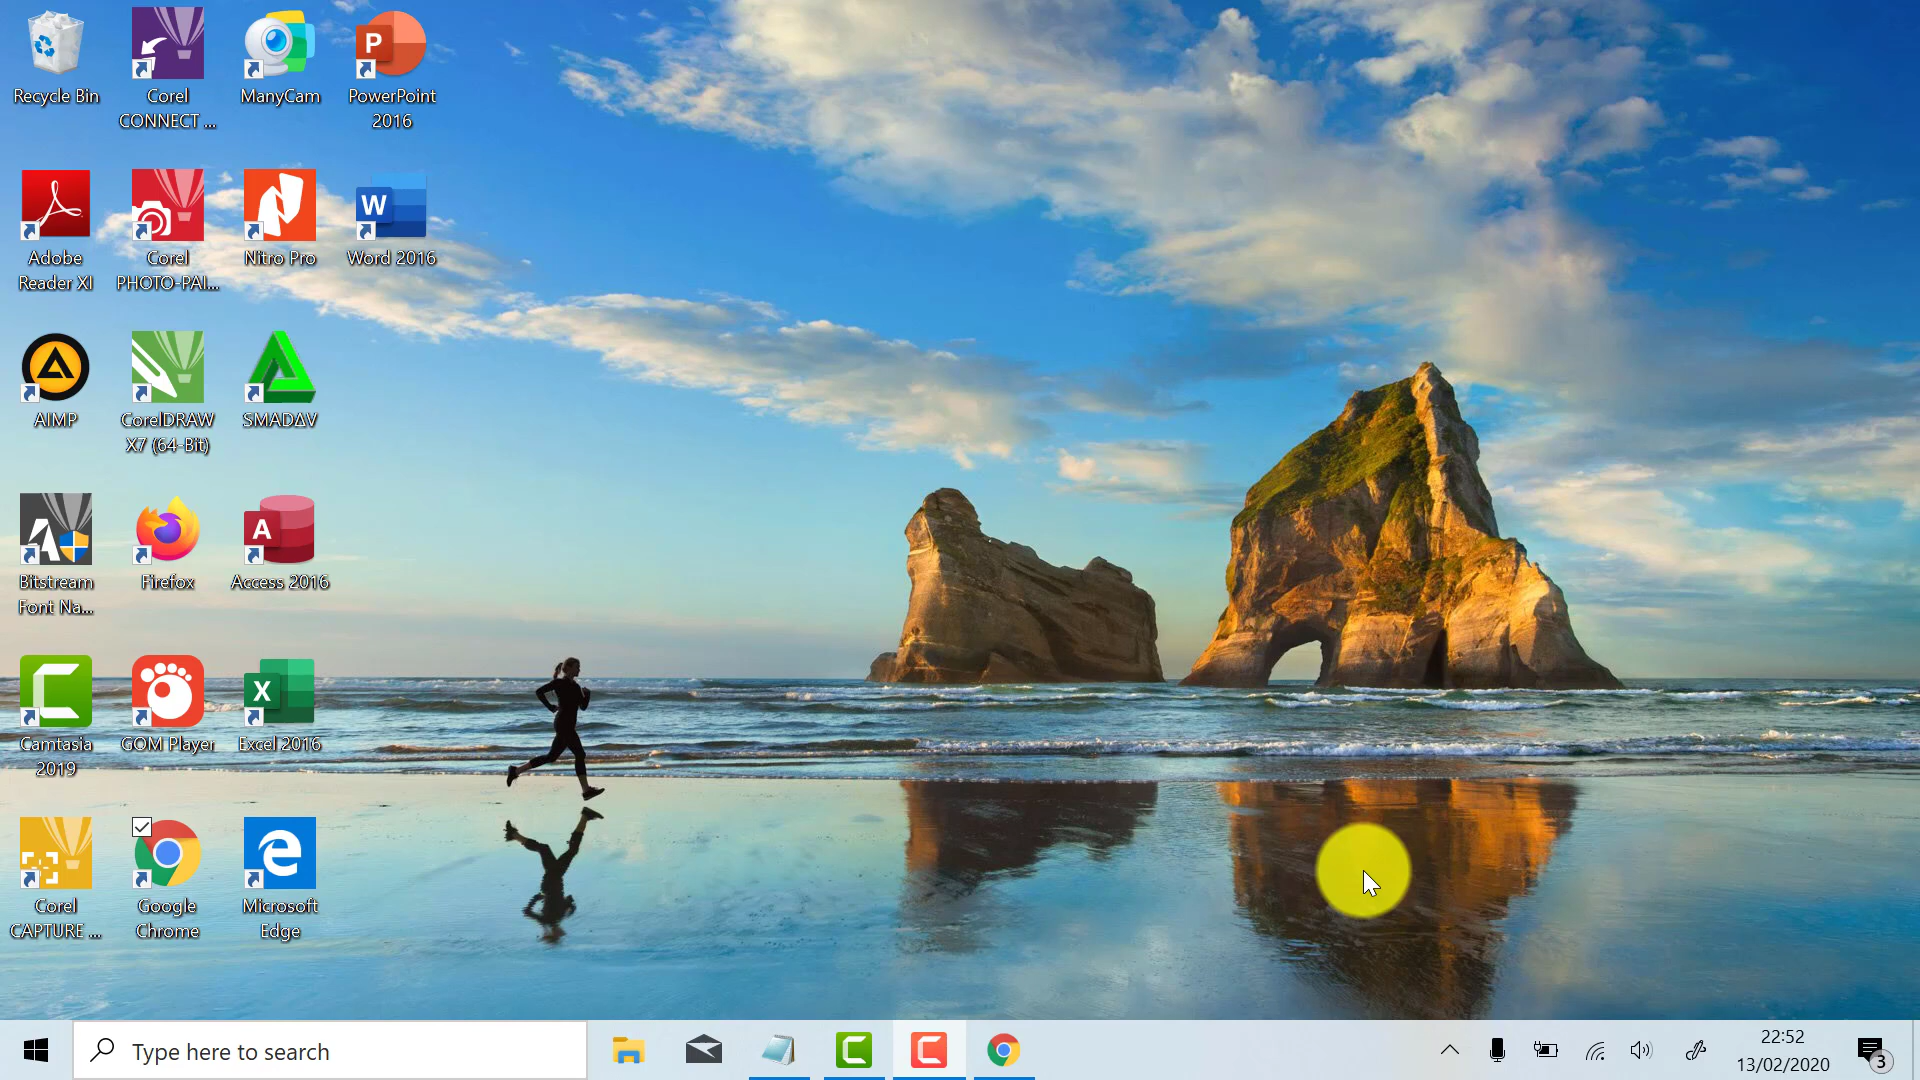 Recycle Bin
Corel
CONNECT ...
ManyCam
PowerPoint
2016
Adobe
Reader XI
Corel
PHOTO-PAI...
Nitro Pro
Word 2016
AIMP
CorelDRAW
X7 (64-Bit)
SMADΔV
Bitstream
Font Na...
Firefox
Access 2016
Camtasia
2019
GOM Player
Excel 2016
Corel
CAPTURE ...
Google
Chrome
Microsoft
Edge
Type here to search
22:52
13/02/2020
3